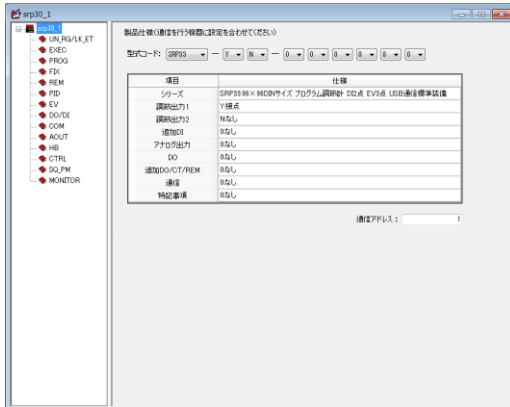 srp30_1
srp30_1
UN_RG/LK_ET
EXEC
PROG
FIX
REM
PID
EV
DO/DI
COM
AOUT
HB
CTRL
SQ_PM
MONITOR
製品仕様(通信を行う機器に設定を合わせてください)
型式コード: SRP33 ー Y ー N ー 0 0 0 0 0 0
項目 仕様
シリーズ SRP33:96×96DINサイズ プログラム調節計 DI2点, EV3点, USB通信標準装備
調節出力1 Y:接点
調節出力2 N:なし
追加DI 0:なし
アナログ出力 0:なし
DO 0:なし
追加DO/CT/REM 0:なし
通信 0:なし
特記事項 0:なし
通信アドレス: 1